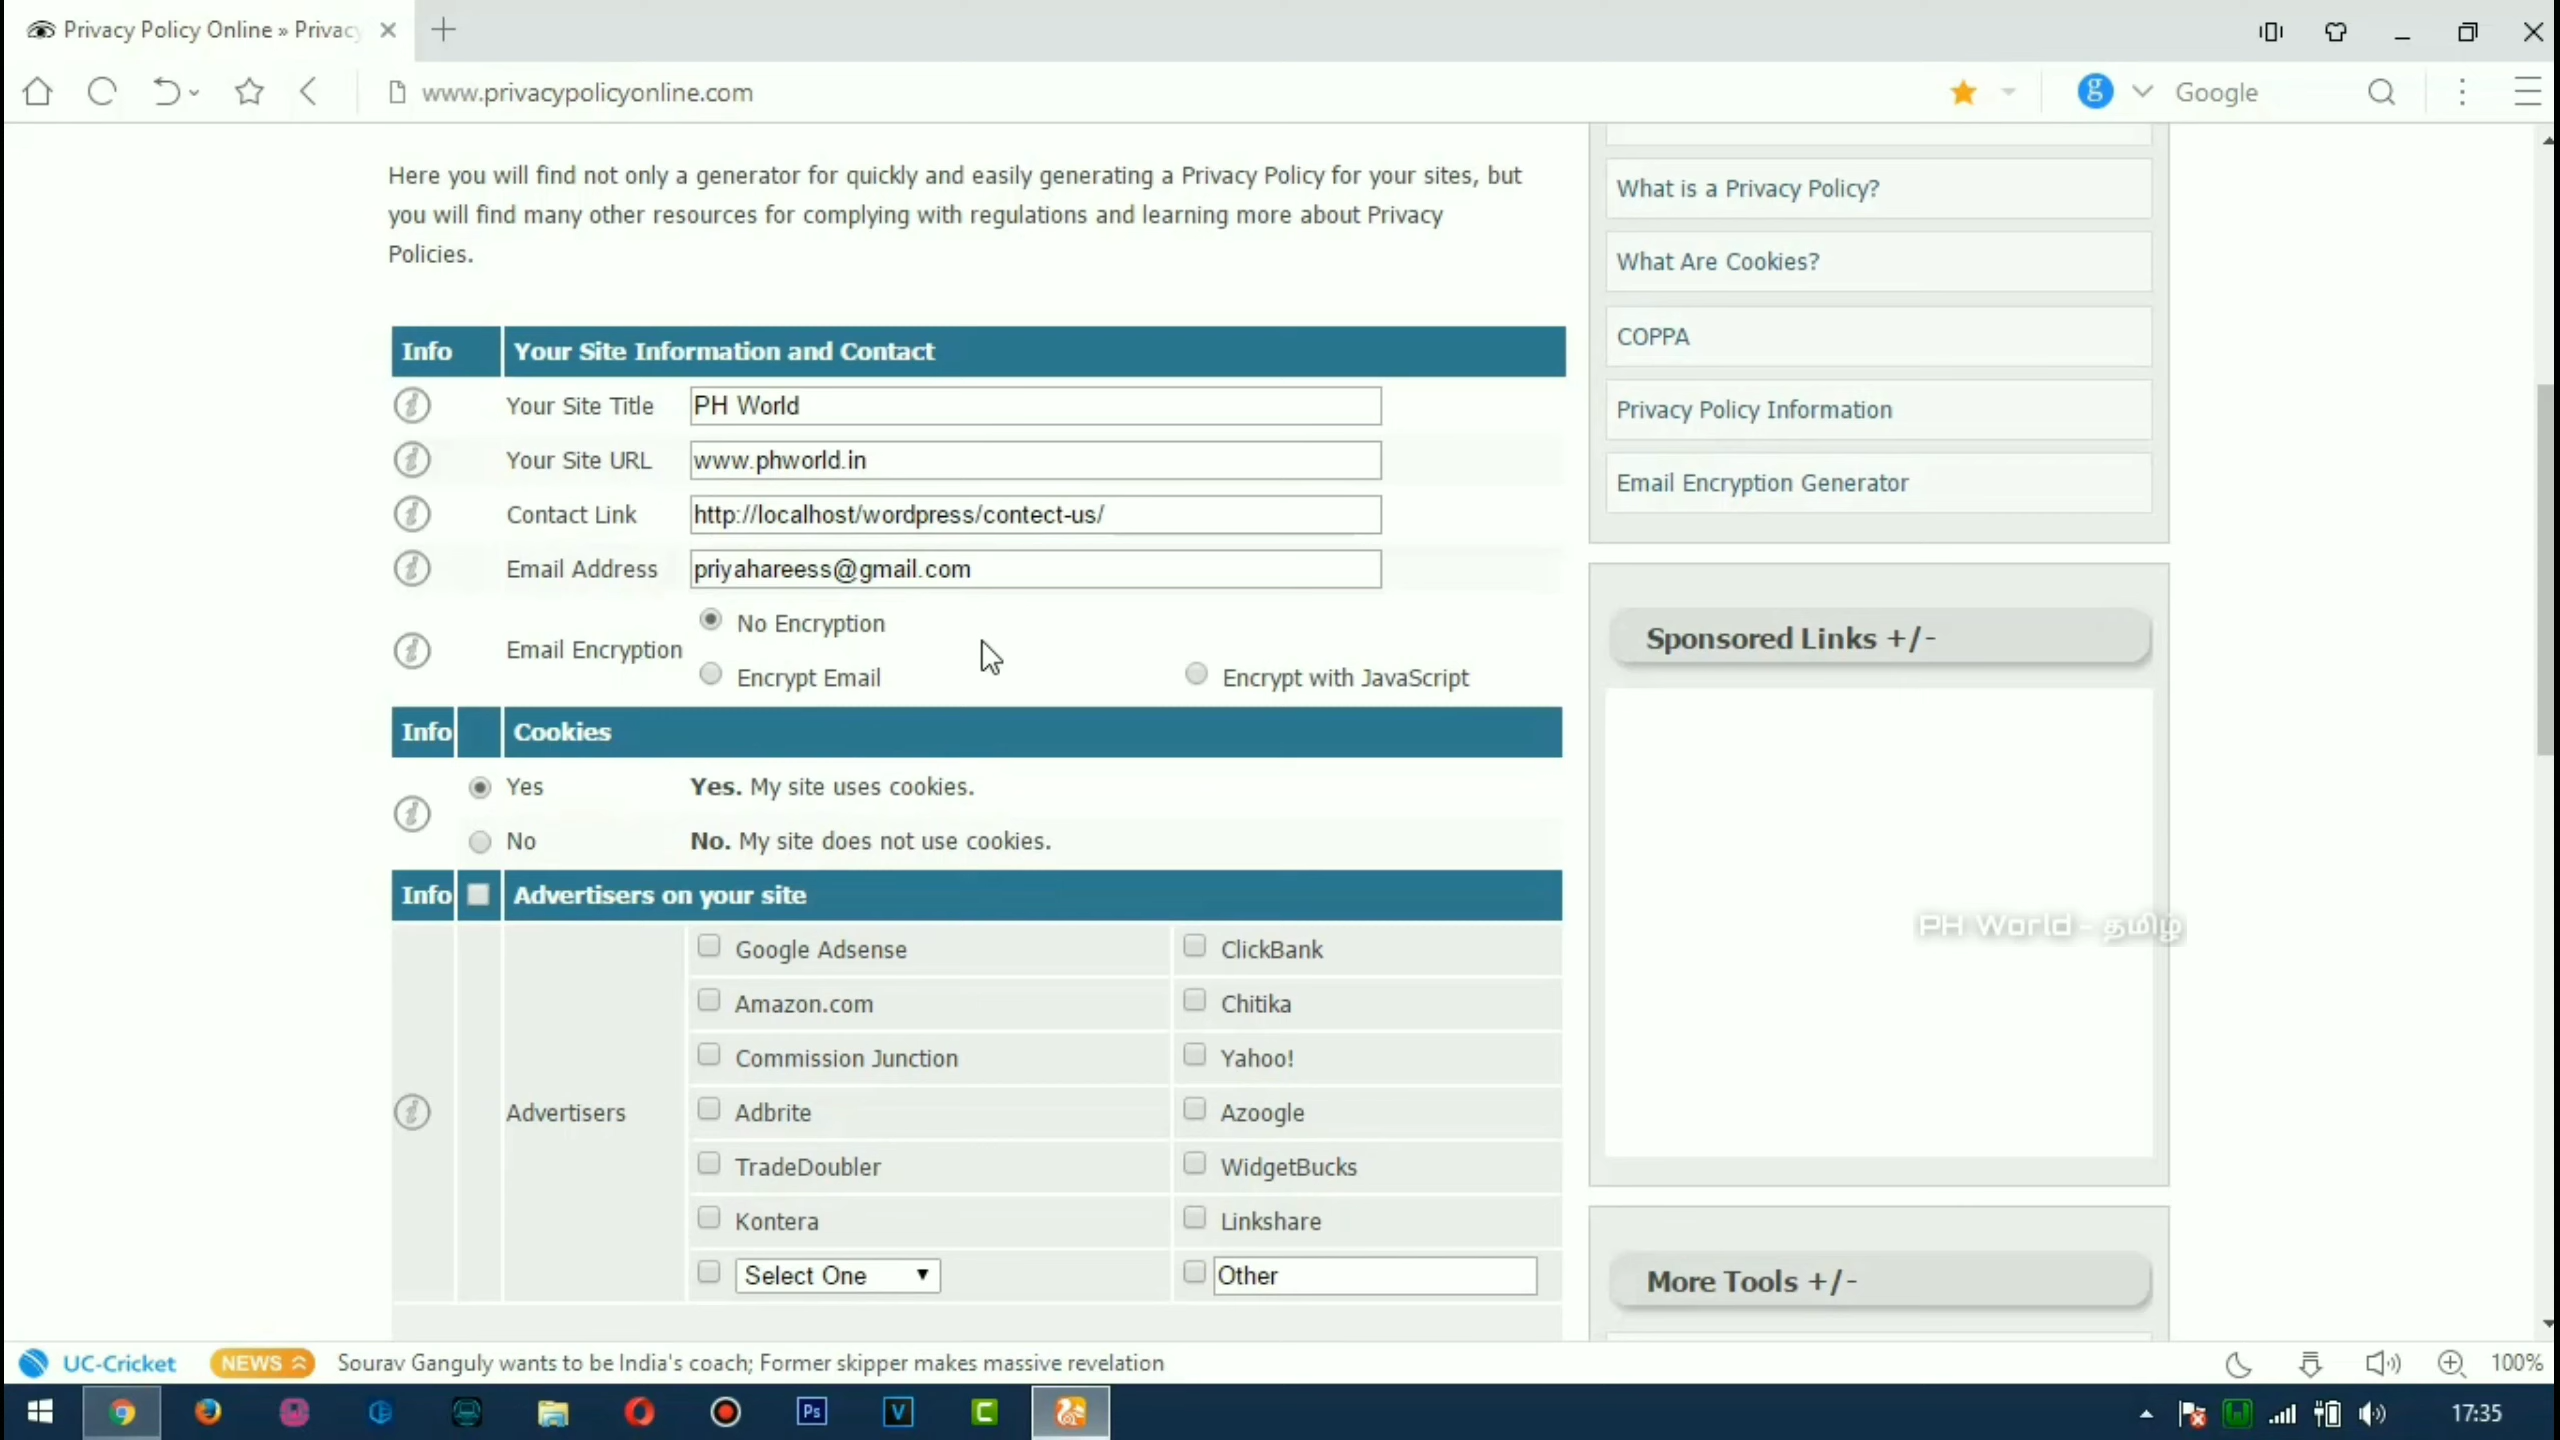 Privacy Policy Online » Privac
www.privacypolicyonline.com
Google
Here you will find not only a generator for quickly and easily generating a Privacy Policy for your sites, but
you will find many other resources for complying with regulations and learning more about Privacy
Policies.
Info Your Site Information and Contact
Your Site Title PH World
Your Site URL www.phworld.in
Contact Link http://localhost/wordpress/contect-us/
Email Address priyahareess@gmail.com
Email Encryption
No Encryption
Encrypt Email Encrypt with JavaScript
Info Cookies
Yes Yes. My site uses cookies.
No No. My site does not use cookies.
Info Advertisers on your site
Advertisers
Google Adsense ClickBank
Amazon.com Chitika
Commission Junction Yahoo!
Adbrite Azoogle
TradeDoubler WidgetBucks
Kontera Linkshare
Select One Other
What is a Privacy Policy?
What Are Cookies?
COPPA
Privacy Policy Information
Email Encryption Generator
Sponsored Links +/-
PH World - தமிழ்
More Tools +/-
UC-Cricket NEWS Sourav Ganguly wants to be India's coach; Former skipper makes massive revelation
100%
Ps V C
17:35